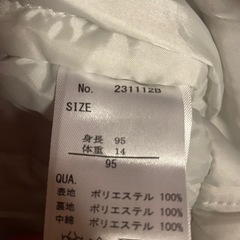 No. 231112B
SIZE
身長 95
体重 14
95
QUA.
表地 ポリエステル 100%
裏地 ポリエステル 100%
中綿 ポリエステル 100%